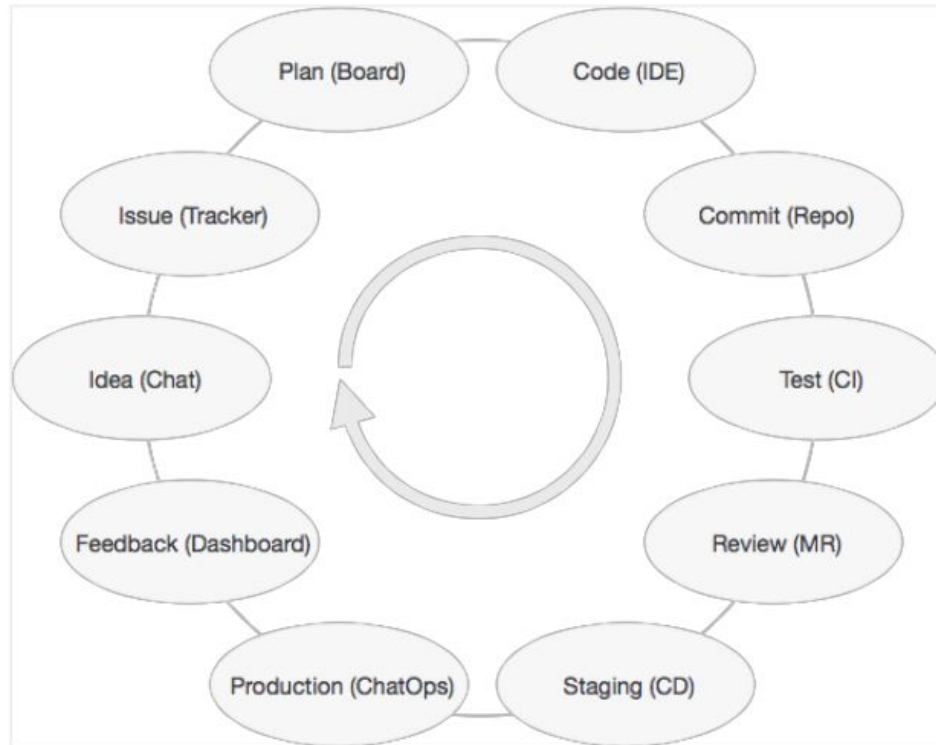 Plan (Board)
Code (IDE)
Issue (Tracker)
Commit (Repo)
Idea (Chat)
Test (CI)
Feedback (Dashboard)
Review (MR)
Production (ChatOps)
Staging (CD)